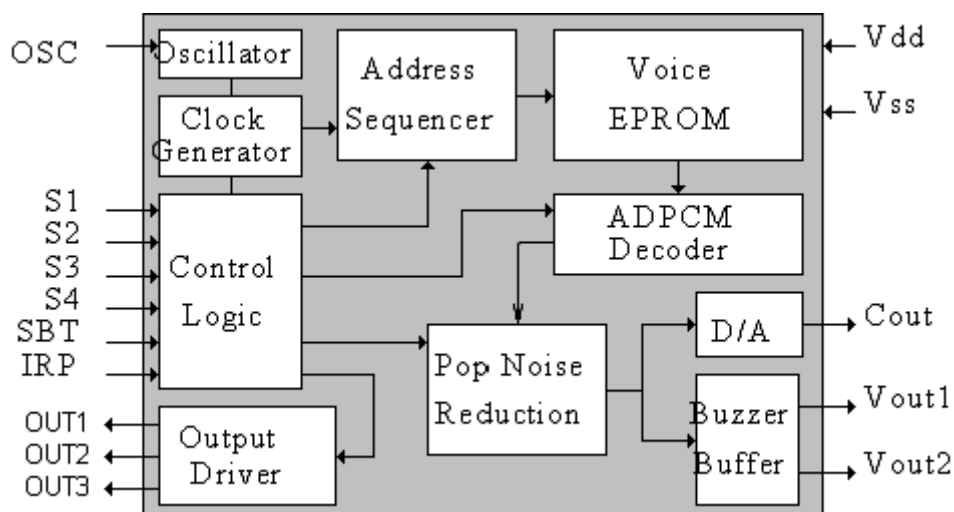 OSC
Oscillator
Clock
Generator
Address
Sequencer
Voice
EPROM
Vdd
Vss
S1
S2
S3
S4
SBT
IRP
Control
Logic
ADPCM
Decoder
Pop Noise
Reduction
D/A
Cout
Buzzer
Buffer
Vout1
Vout2
OUT1
OUT2
OUT3
Output
Driver